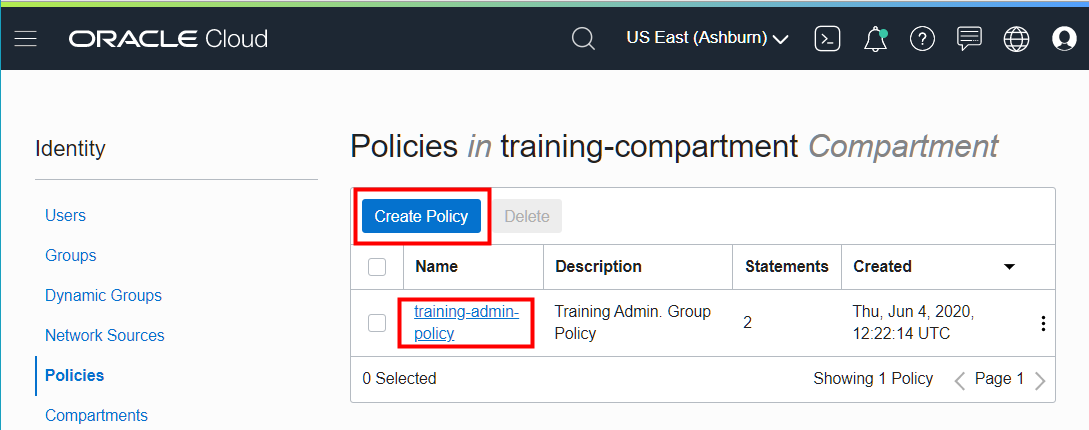 ORACLE Cloud
US East (Ashburn)
Identity
Users
Groups
Dynamic Groups
Network Sources
Policies
Compartments
Policies in training-compartment Compartment
Create Policy Delete
Name Description Statements Created
training-admin-policy Training Admin. Group Policy 2 Thu, Jun 4, 2020, 12:22:14 UTC
0 Selected Showing 1 Policy Page 1